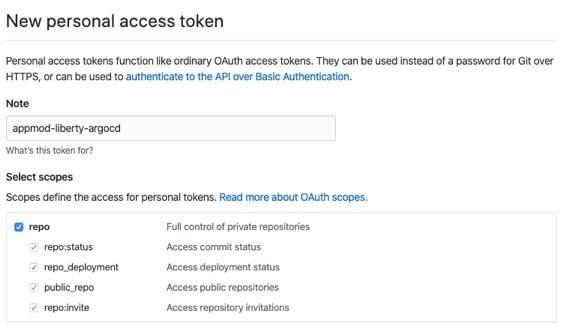 New personal access token
Personal access tokens function like ordinary OAuth access tokens. They can be used instead of a password for Git over
HTTPS, or can be used to authenticate to the API over Basic Authentication.
Note
appmod-liberty-argocd
What's this token for?
Select scopes
Scopes define the access for personal tokens. Read more about OAuth scopes.
repo Full control of private repositories
repo:status Access commit status
repo_deployment Access deployment status
public_repo Access public repositories
repo:invite Access repository invitations